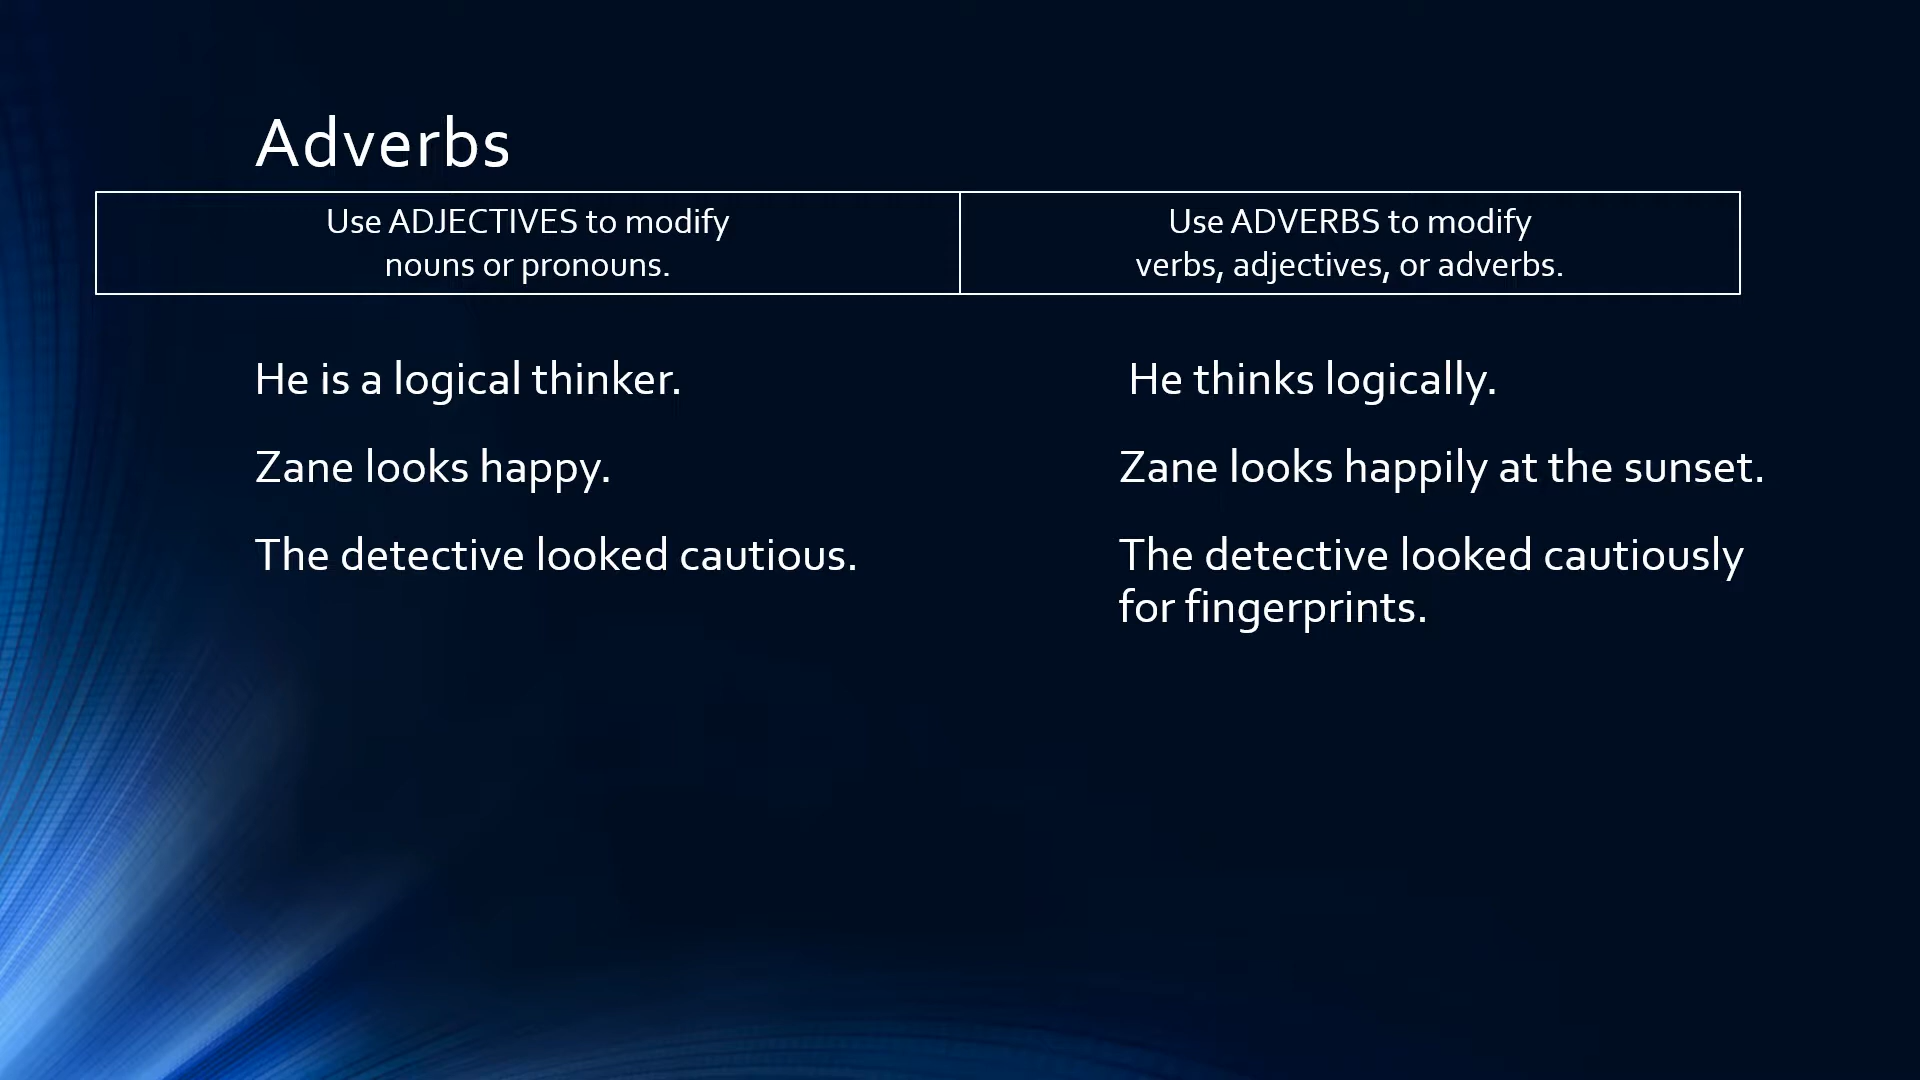 Adverbs
Use ADJECTIVES to modify
nouns or pronouns.
Use ADVERBS to modify
verbs, adjectives, or adverbs.
He is a logical thinker.
He thinks logically.
Zane looks happy.
Zane looks happily at the sunset.
The detective looked cautious.
The detective looked cautiously
for fingerprints.